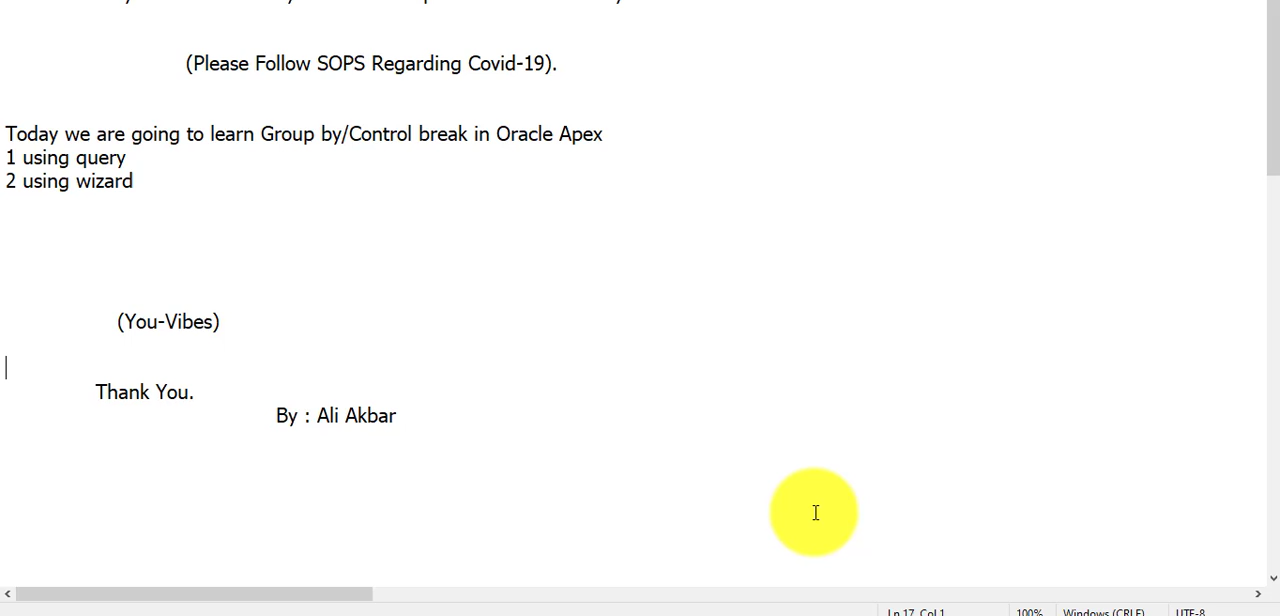 (Please Follow SOPS Regarding Covid-19).
Today we are going to learn Group by/Control break in Oracle Apex
1 using query
2 using wizard
(You-Vibes)
Thank You.
By : Ali Akbar
Ln 17, Col 1 100% Windows (CRLF) UTF-8